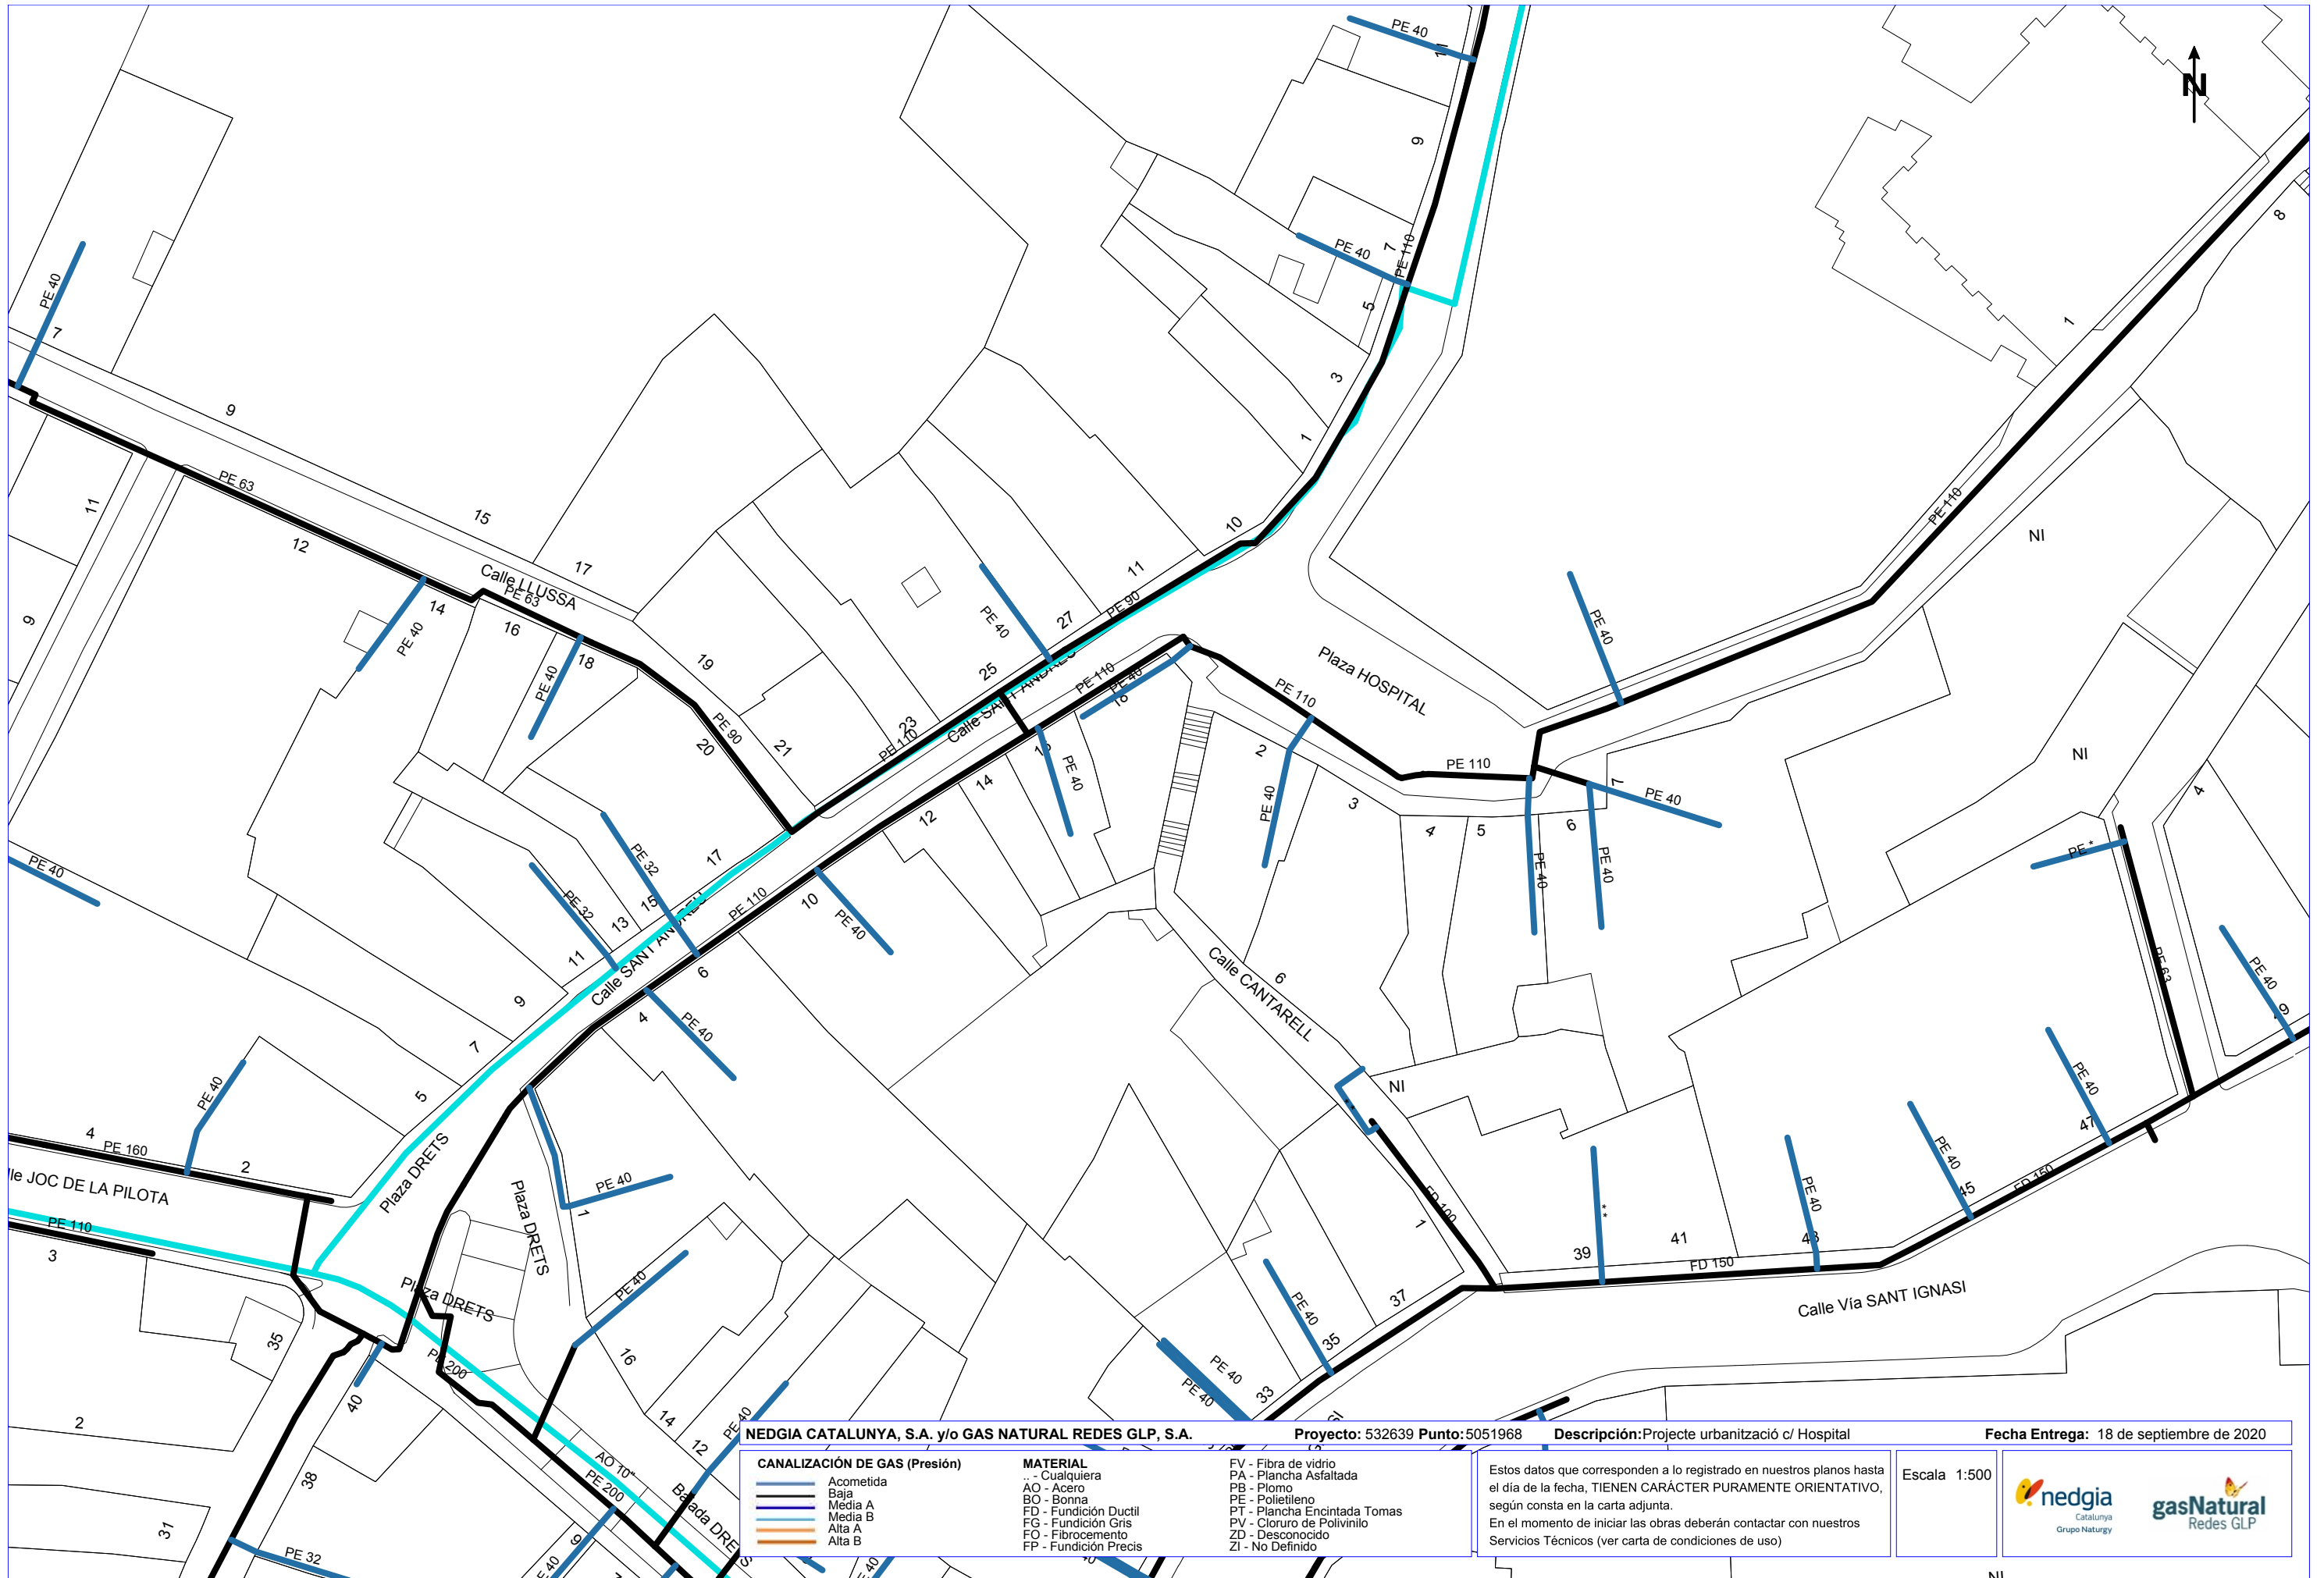 PE 40
11
9
N
8
7
PE 40
PE 110
5
PE 40
7
1
3
9
1
PE 63
11
15
10
PE 110
12
NI
17
11
Calle LLUSSA
PE 63
14
16
9
PE 40
PE 90
27
PE 40
PE 40
18
PE 40
19
25
PE 110
PE 40
18
Plaza HOSPITAL
PE 110
PE 90
20
21
23
PE 110
2
NI
PE 110
7
PE 40
14
PE 40
PE 40
3
4
12
4
5
6
PE 32
17
PE *
PE 40
PE 40
PE 40
15
PE 110
10
PE 40
PE 32
13
11
Calle SANT ANDREU
6
Calle CANTARELL
6
PE 63
PE 40
9
4
PE 40
7
NI
PE 40
5
PE 40
47
4
PE 160
2
Plaza DRETS
PE 40
PE 40
lle JOC DE LA PILOTA
Plaza DRETS
1
FD 100
1
PE 40
45
FD 150
PE 110
3
39
41
43
FD 150
**
PE 40
Plaza DRETS
PE 40
37
Calle Vía SANT IGNASI
35
16
35
PE 200
PE 40
PE 40
33
40
2
14
12
PE 40
AO 10"
PE 200
38
31
Bajada DRETS
9
PE 32
PE 40
NI
NEDGIA CATALUNYA, S.A. y/o GAS NATURAL REDES GLP, S.A. Proyecto: 532639 Punto:5051968 Descripción:Projecte urbanització c/ Hospital Fecha Entrega: 18 de septiembre de 2020
CANALIZACIÓN DE GAS (Presión)
Acometida
Baja
Media A
Media B
Alta A
Alta B
MATERIAL
.. - Cualquiera
AO - Acero
BO - Bonna
FD - Fundición Ductil
FG - Fundición Gris
FO - Fibrocemento
FP - Fundición Precis
FV - Fibra de vidrio
PA - Plancha Asfaltada
PB - Plomo
PE - Polietileno
PT - Plancha Encintada Tomas
PV - Cloruro de Polivinilo
ZD - Desconocido
ZI - No Definido
Estos datos que corresponden a lo registrado en nuestros planos hasta
el día de la fecha, TIENEN CARÁCTER PURAMENTE ORIENTATIVO,
según consta en la carta adjunta.
En el momento de iniciar las obras deberán contactar con nuestros
Servicios Técnicos (ver carta de condiciones de uso)
Escala 1:500
nedgia
Catalunya
Grupo Naturgy
gasNatural
Redes GLP